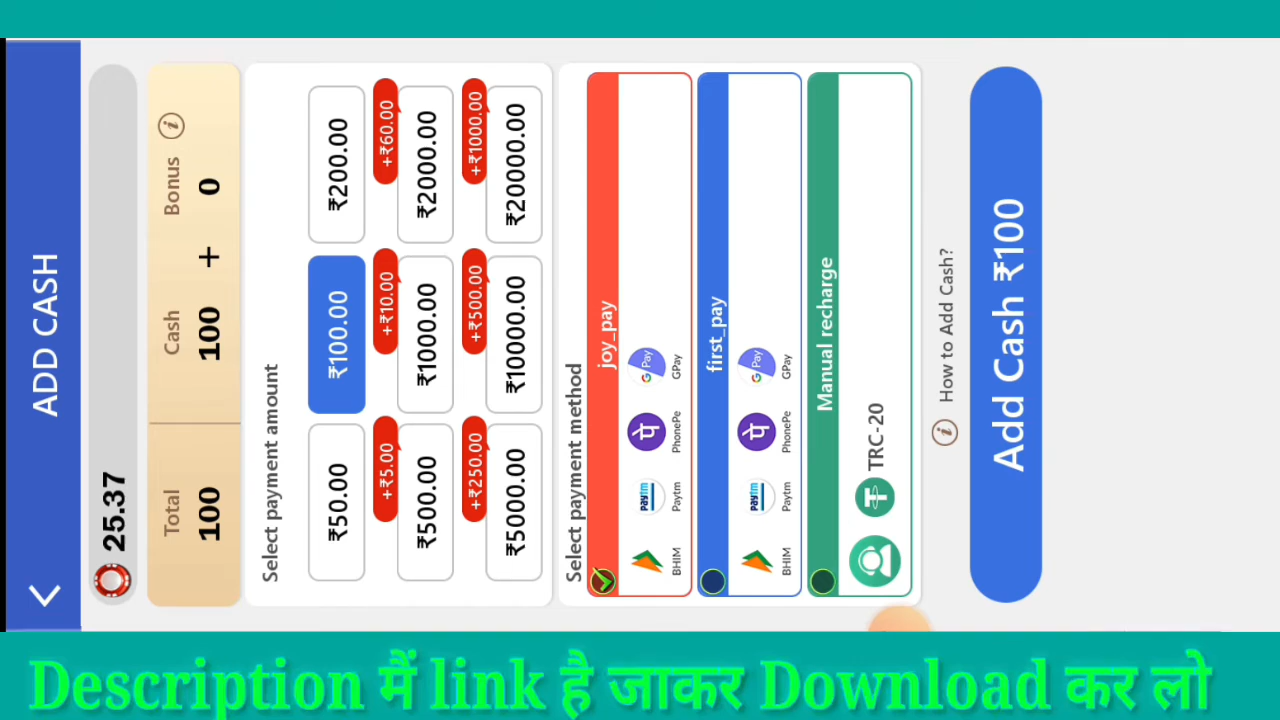 ADD CASH
25.37
Total Cash Bonus
100 100 + 0
Select payment amount
₹50.00 ₹100.00 ₹200.00
+₹5.00 +₹10.00 +₹60.00
₹500.00 ₹1000.00 ₹2000.00
+₹250.00 +₹500.00 +₹1000.00
₹5000.00 ₹10000.00 ₹20000.00
Select payment method
joy_pay
BHIM Paytm PhonePe GPay
first_pay
BHIM Paytm PhonePe GPay
Manual recharge
TRC-20
How to Add Cash?
Add Cash ₹100
Description मैं link है जाकर Download कर लो